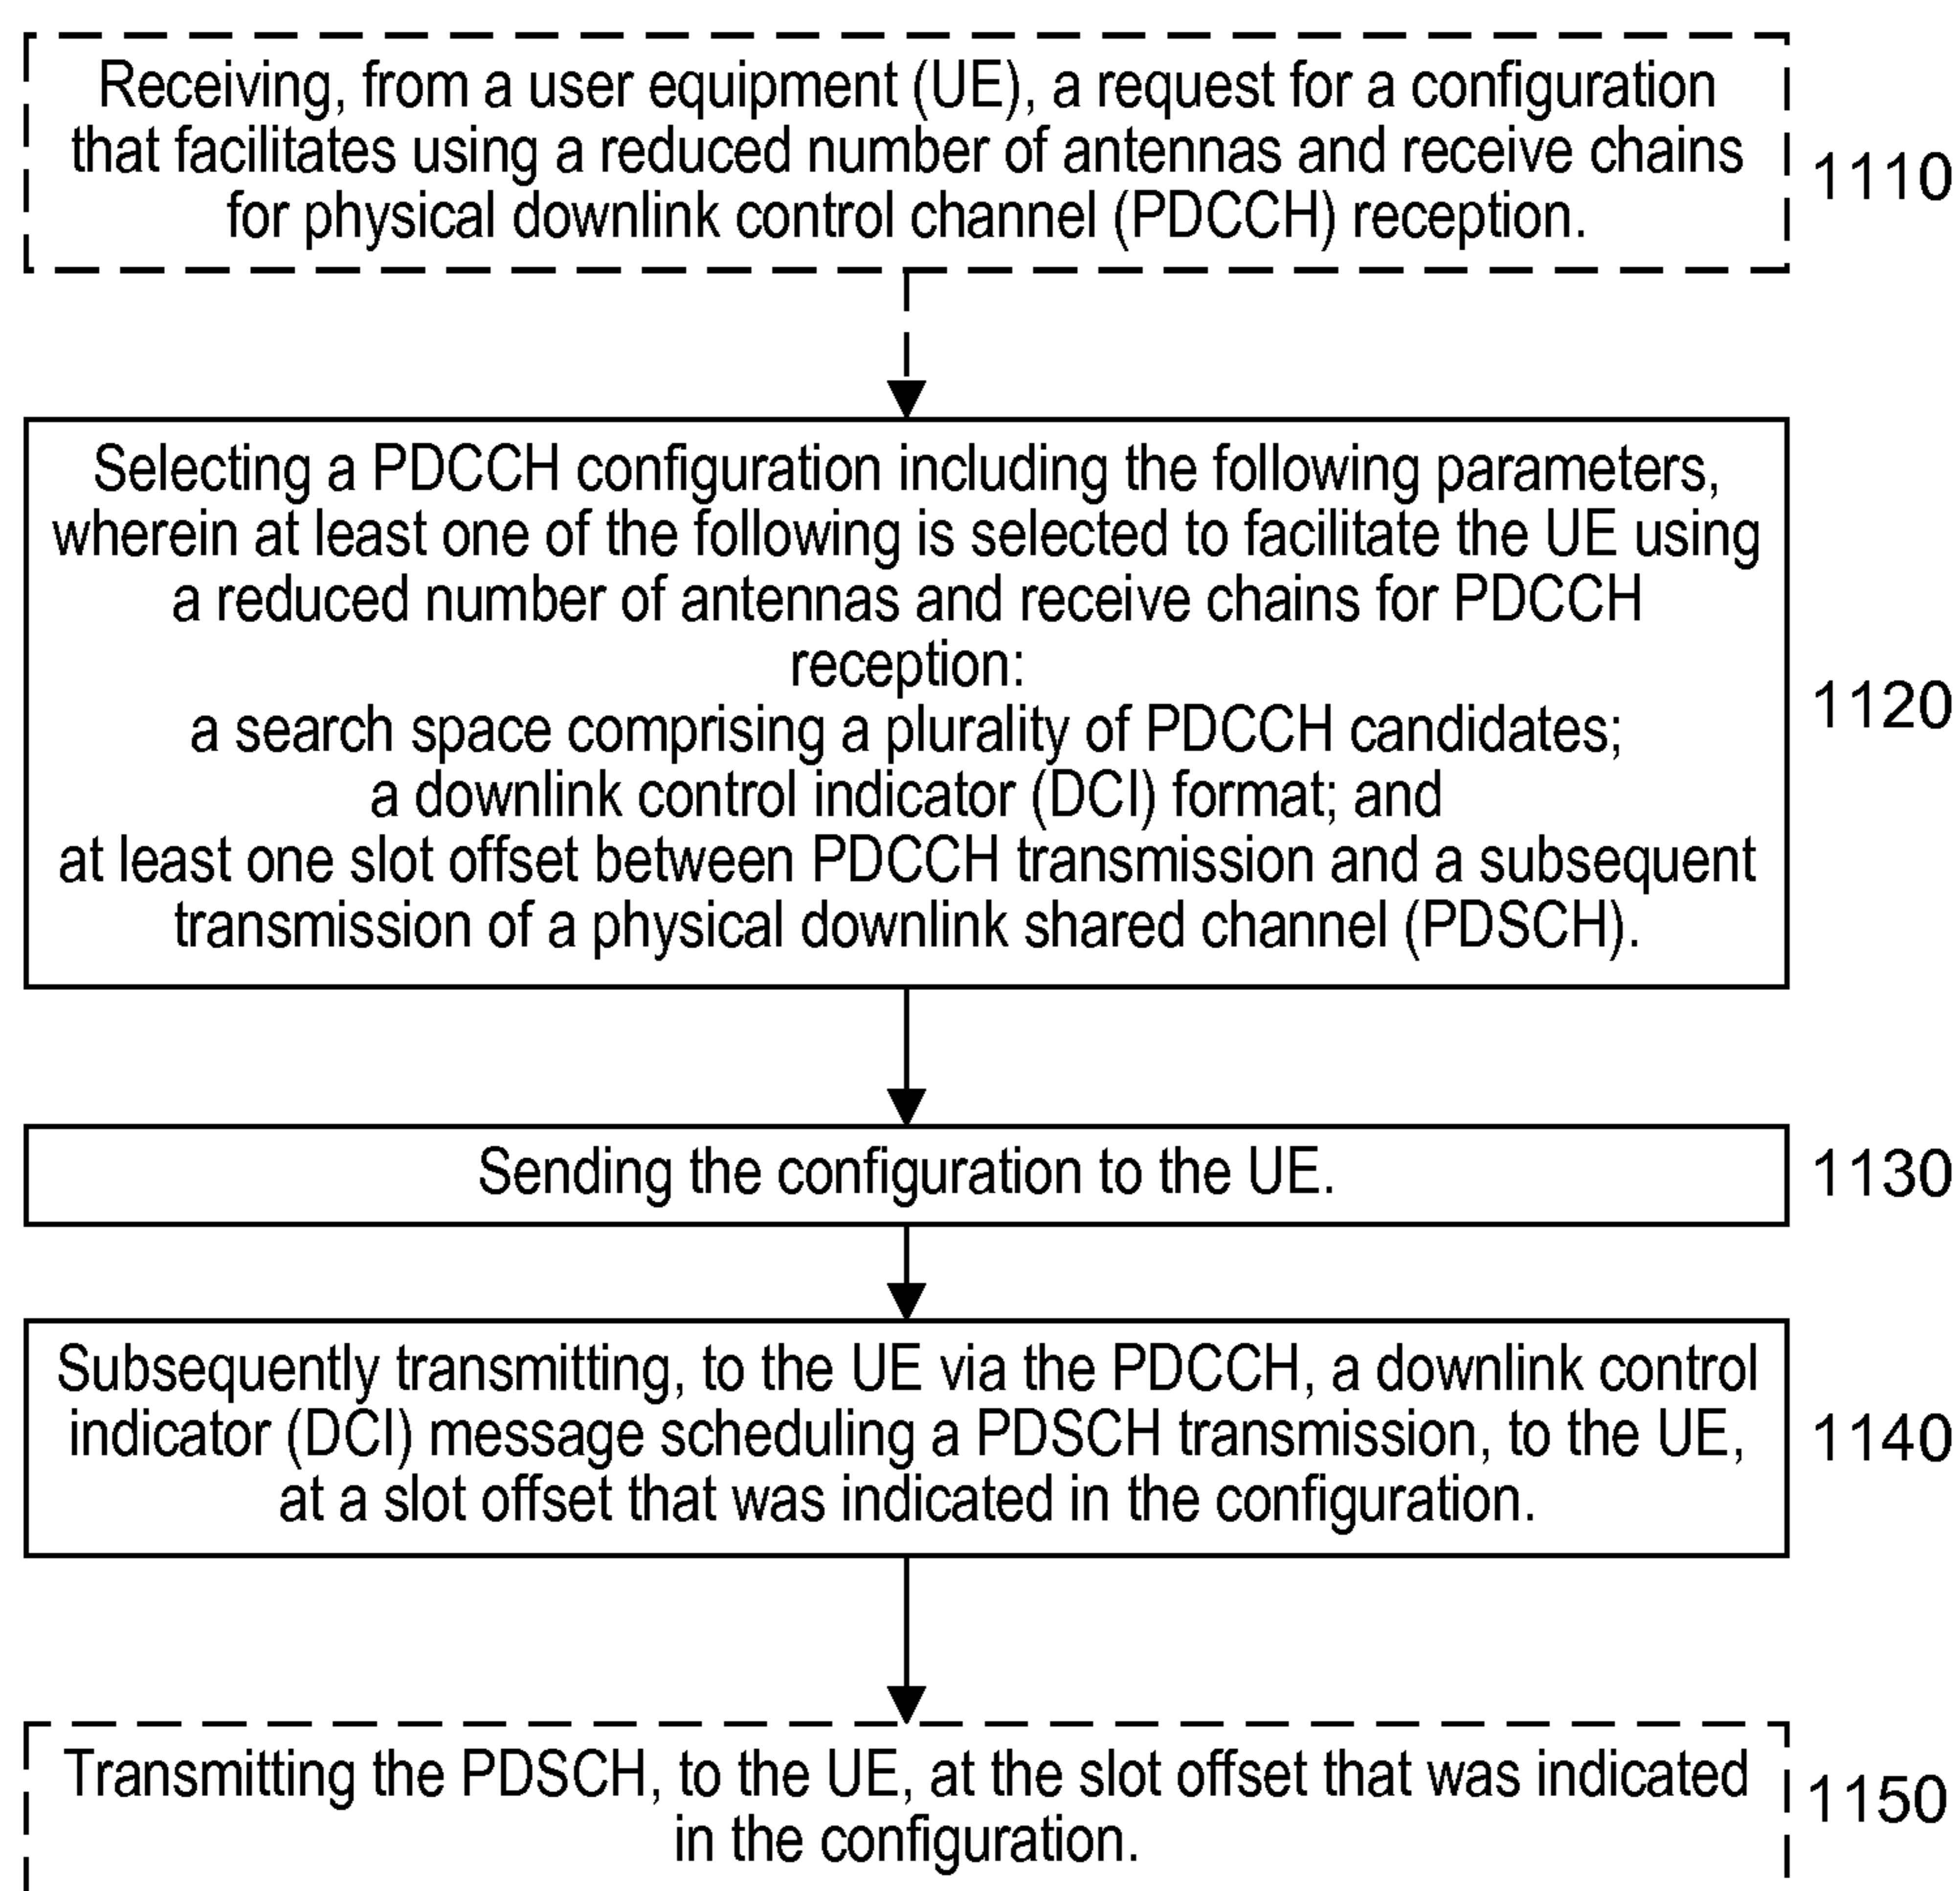 Receiving, from a user equipment (UE), a request for a configuration
that facilitates using a reduced number of antennas and receive chains
for physical downlink control channel (PDCCH) reception.
1110
Selecting a PDCCH configuration including the following parameters,
wherein at least one of the following is selected to facilitate the UE using
a reduced number of antennas and receive chains for PDCCH
reception:
a search space comprising a plurality of PDCCH candidates;
a downlink control indicator (DCI) format; and
at least one slot offset between PDCCH transmission and a subsequent
transmission of a physical downlink shared channel (PDSCH).
1120
Sending the configuration to the UE.
1130
Subsequently transmitting, to the UE via the PDCCH, a downlink control
indicator (DCI) message scheduling a PDSCH transmission, to the UE,
at a slot offset that was indicated in the configuration.
1140
Transmitting the PDSCH, to the UE, at the slot offset that was indicated
in the configuration.
1150